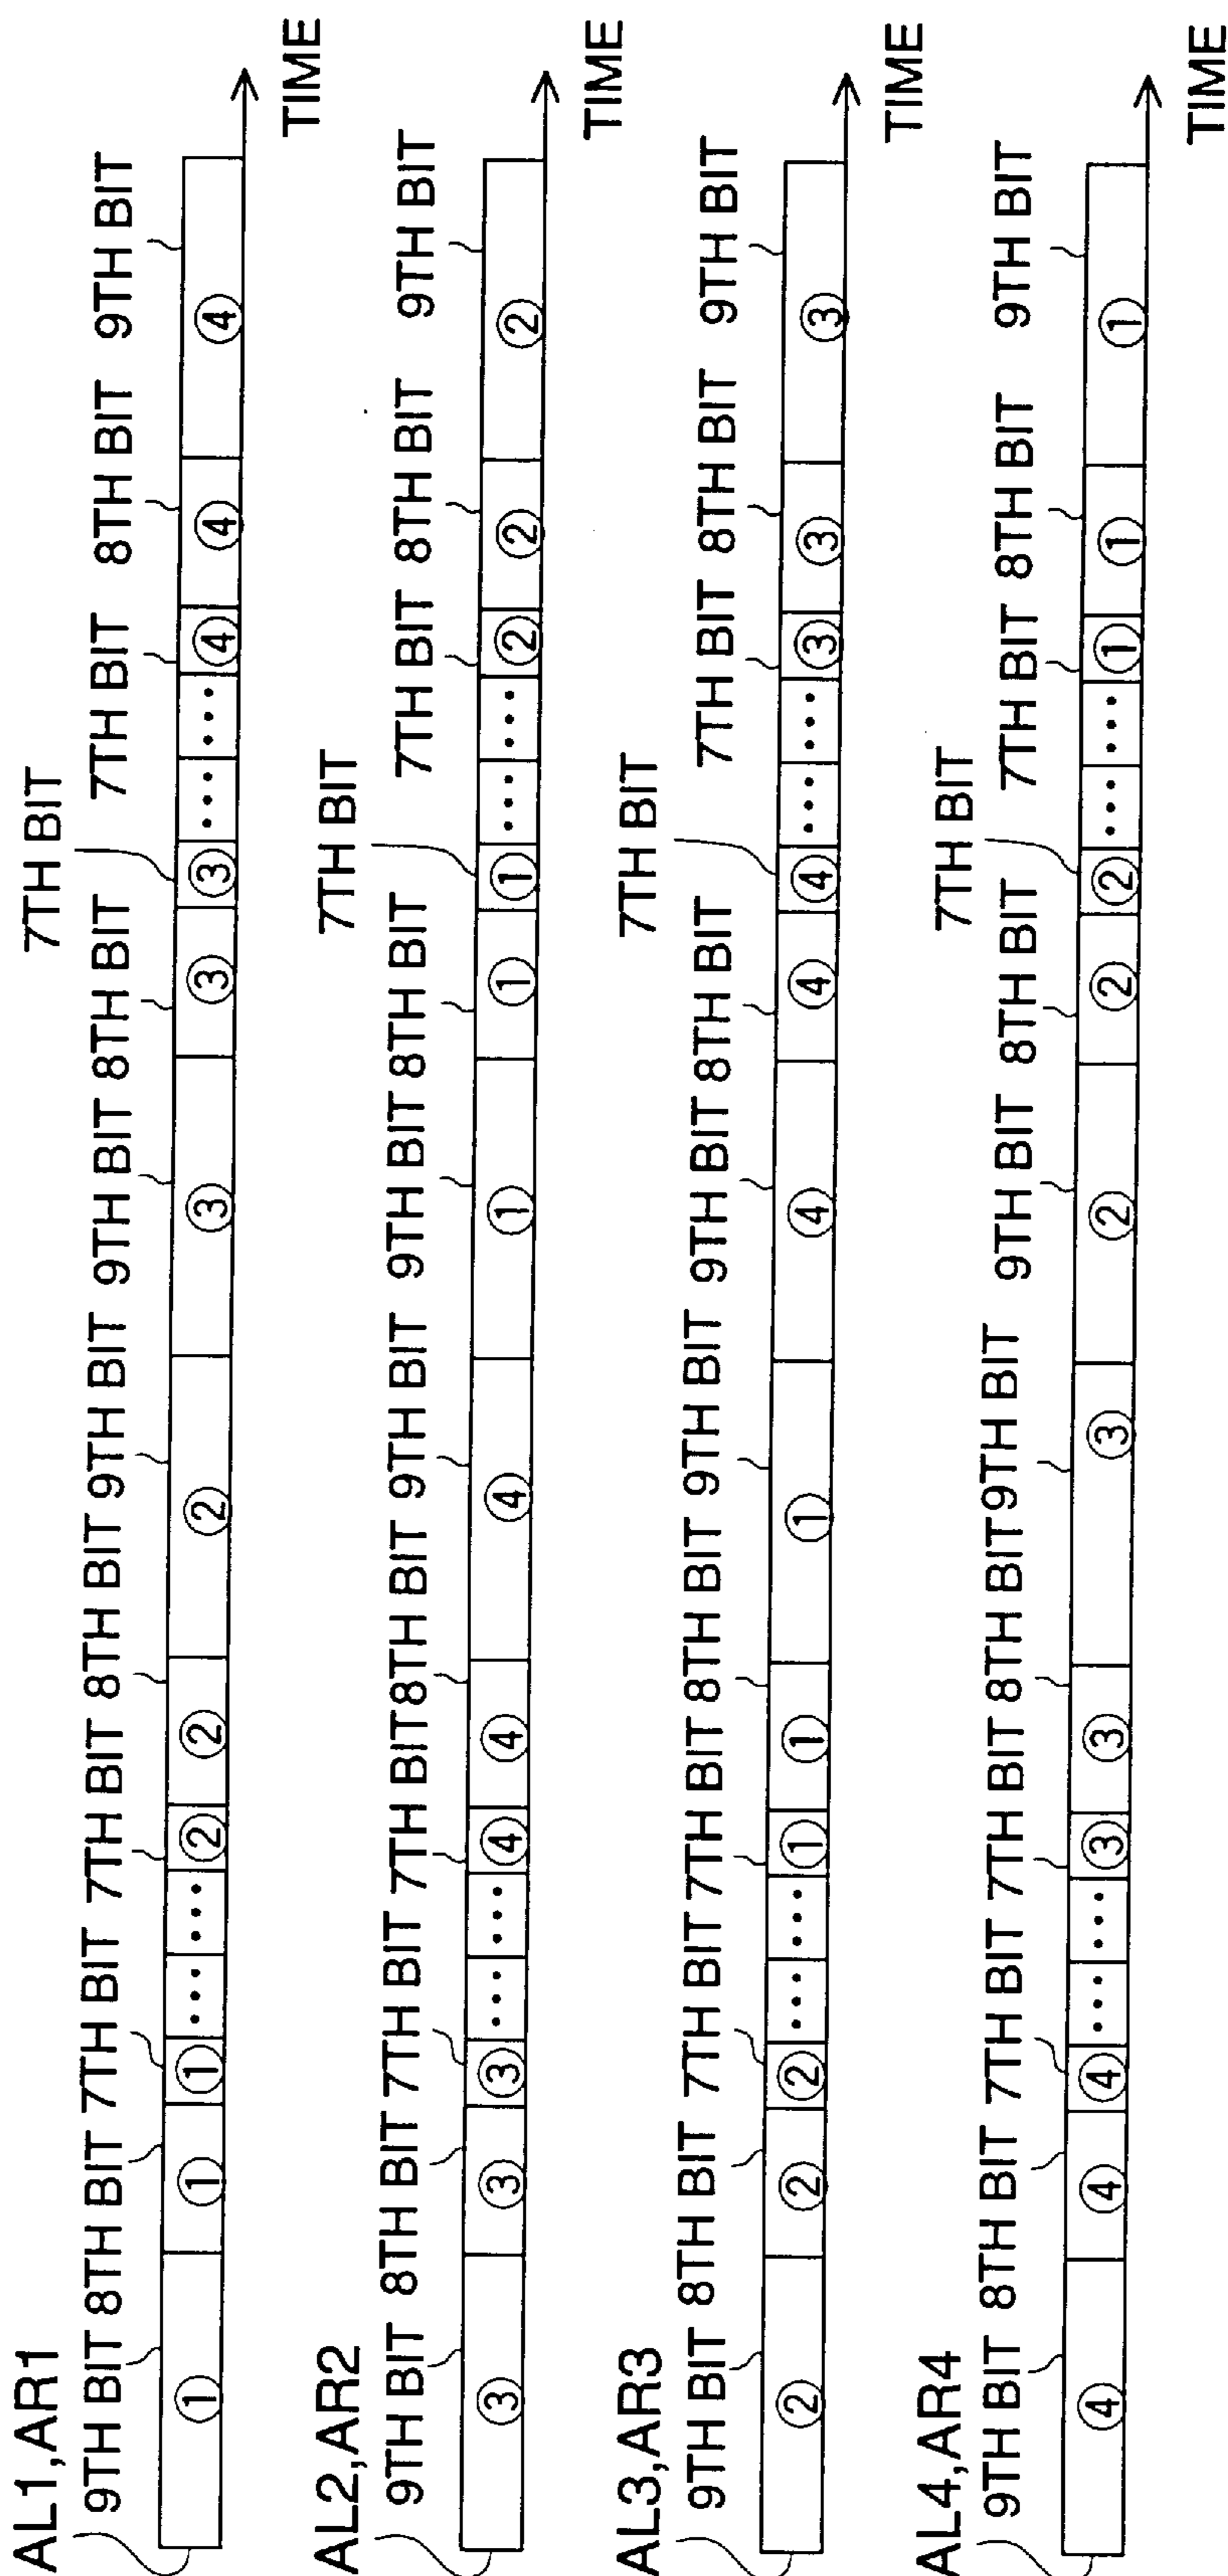 AL1,AR1 7TH BIT
9TH BIT 8TH BIT 7TH BIT 7TH BIT 8TH BIT 9TH BIT 9TH BIT 8TH BIT 7TH BIT 8TH BIT 9TH BIT
① ① ① .... .... ② ② ② ③ ③ ③ .... .... ④ ④ ④
TIME
AL2,AR2 7TH BIT
9TH BIT 8TH BIT 7TH BIT 7TH BIT 8TH BIT 9TH BIT 9TH BIT 8TH BIT 7TH BIT 8TH BIT 9TH BIT
③ ③ ③ .... .... ④ ④ ④ ① ① ① .... .... ② ② ②
TIME
AL3,AR3 7TH BIT
9TH BIT 8TH BIT 7TH BIT 7TH BIT 8TH BIT 9TH BIT 9TH BIT 8TH BIT 7TH BIT 8TH BIT 9TH BIT
② ② ② .... .... ① ① ① ④ ④ ④ .... .... ③ ③ ③
TIME
AL4,AR4 7TH BIT
9TH BIT 8TH BIT 7TH BIT 7TH BIT 8TH BIT 9TH BIT 9TH BIT 8TH BIT 7TH BIT 8TH BIT 9TH BIT
④ ④ ④ .... .... ③ ③ ③ ② ② ② .... .... ① ① ①
TIME